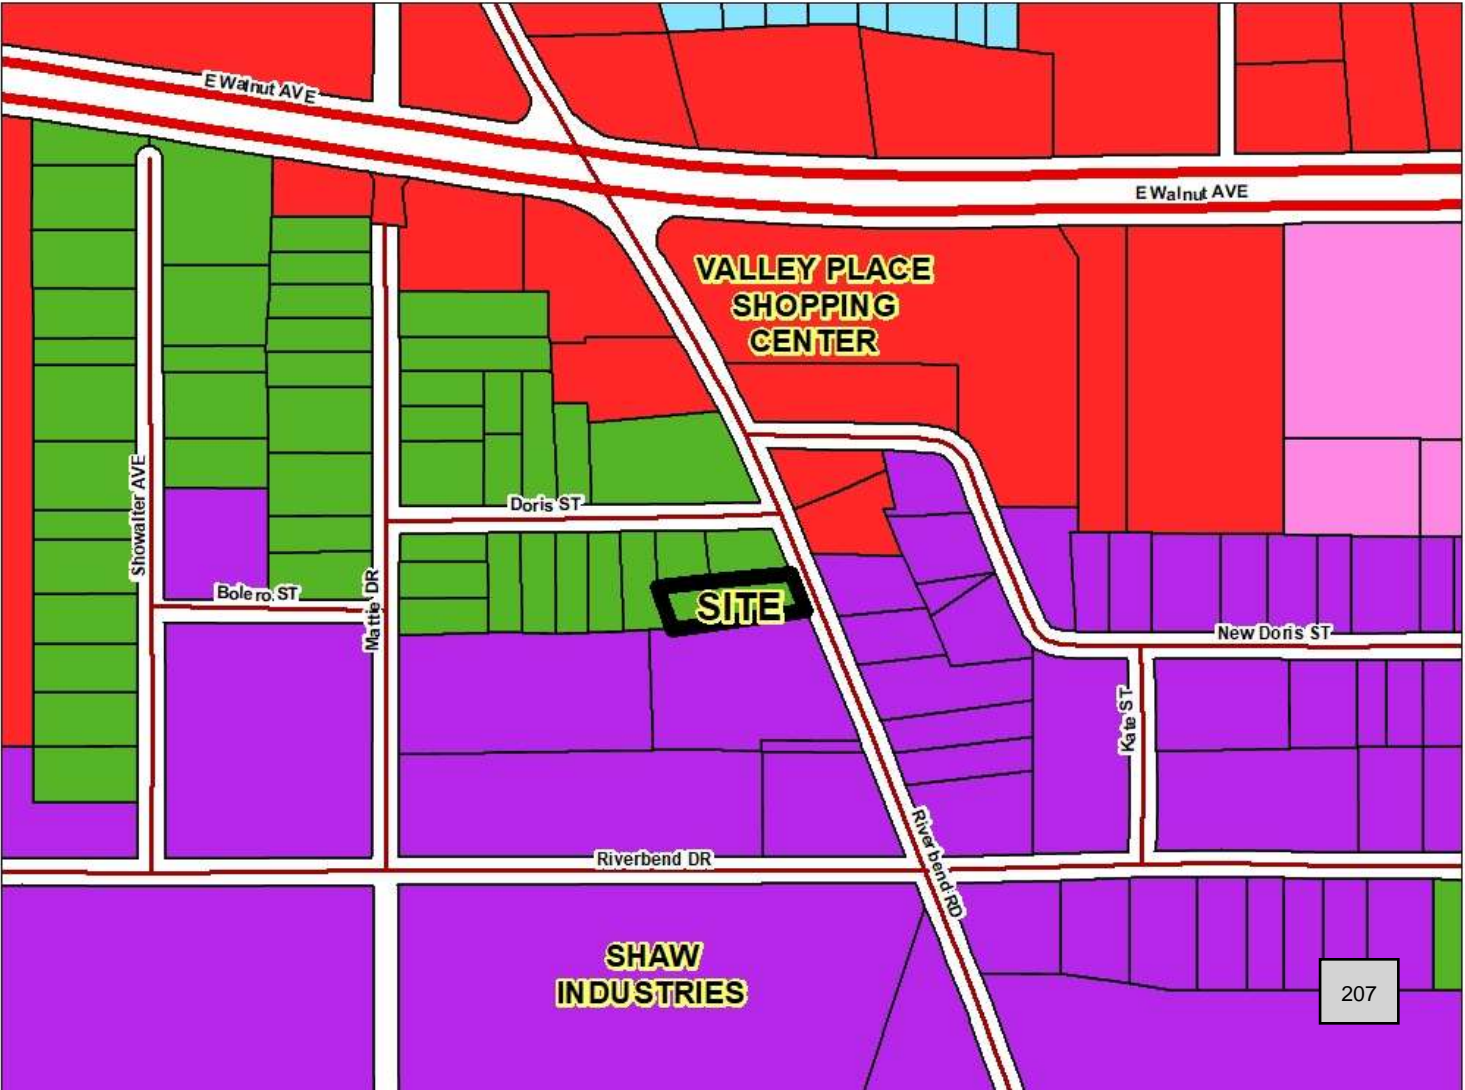 E Walnut AVE
E Walnut AVE
VALLEY PLACE
SHOPPING
CENTER
Showalter AVE
Doris ST
Bolero ST
Mattie DR
SITE
New Doris ST
Kate ST
Riverbend DR
Riverbend RD
SHAW
INDUSTRIES
207